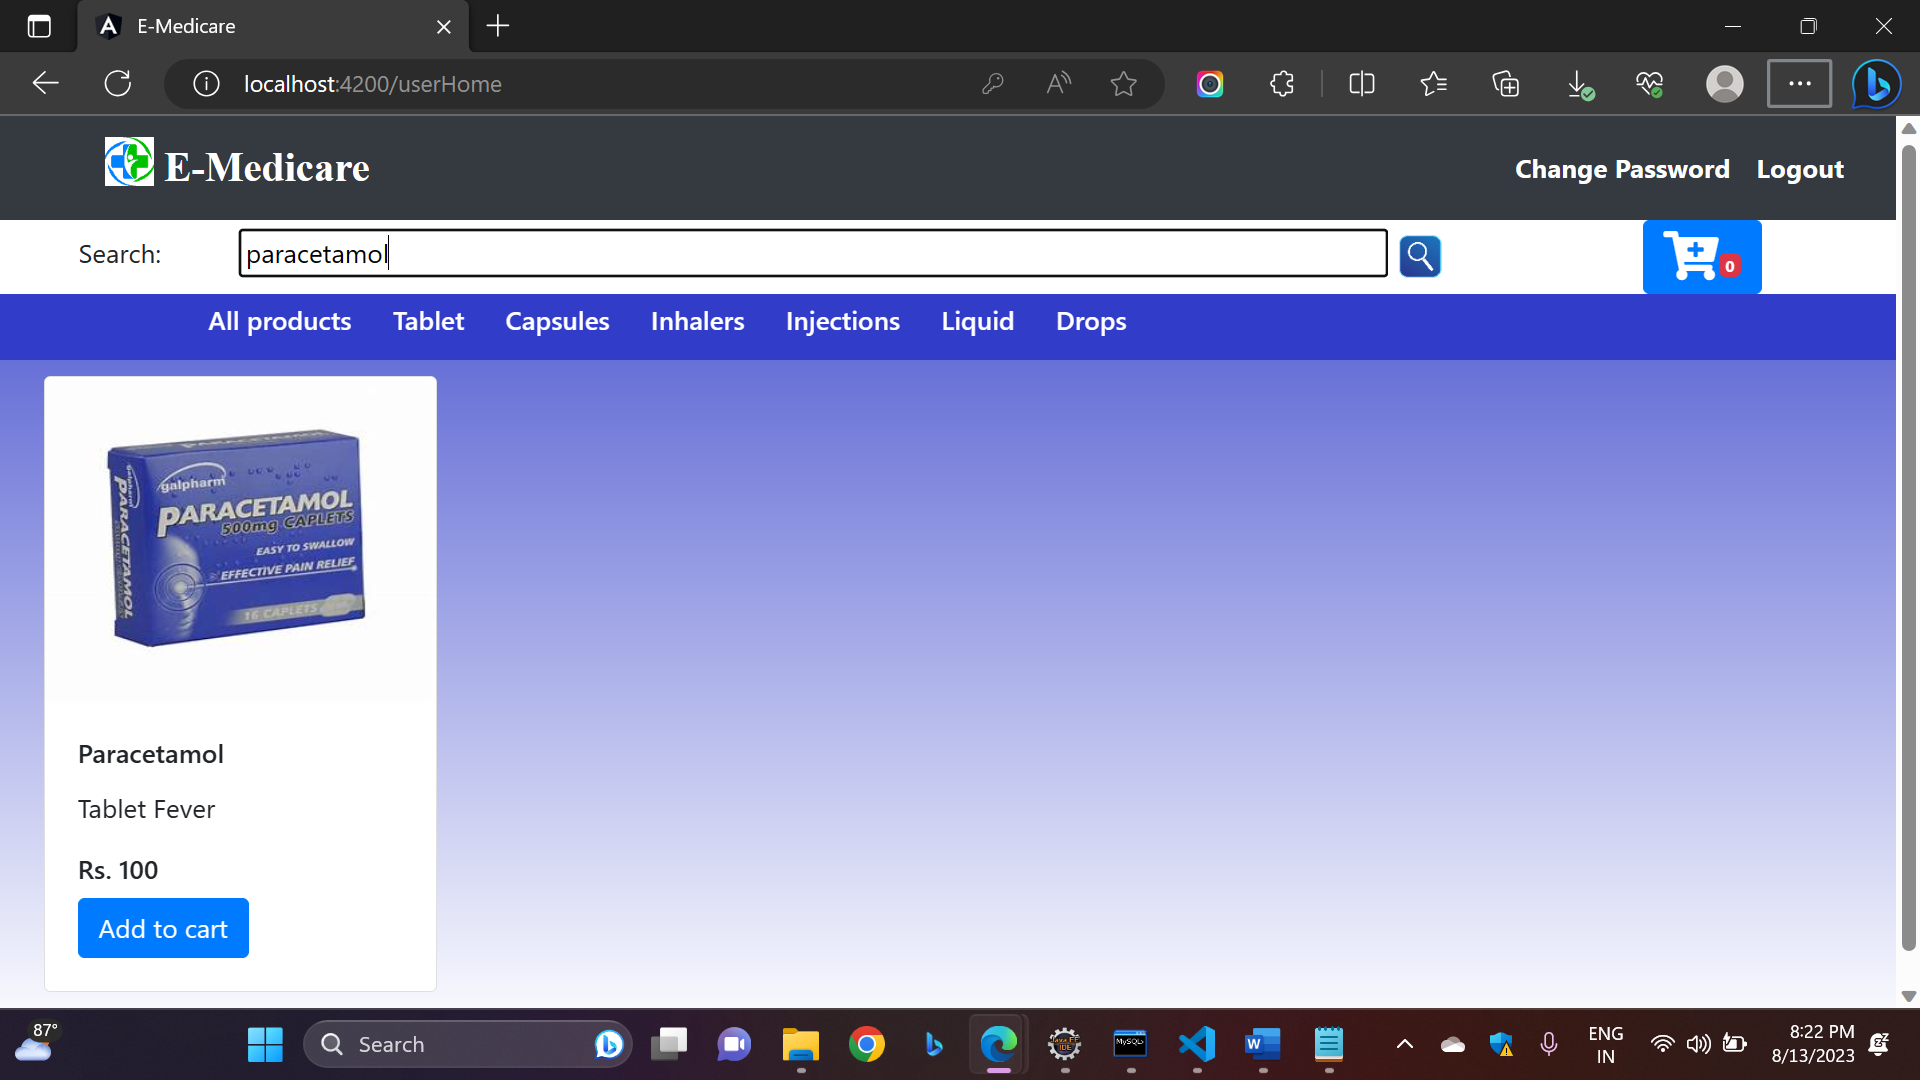 E-Medicare
localhost:4200/userHome
E-Medicare
Change Password Logout
Search: paracetamol
0
All products Tablet Capsules Inhalers Injections Liquid Drops
galpharm
PARACETAMOL
500mg CAPLETS
EASY TO SWALLOW
EFFECTIVE PAIN RELIEF
16 CAPLETS
PARACETAMOL
galpharm
PARACETAMOL
Paracetamol
Tablet Fever
Rs. 100
Add to cart
87°
Search
ENG
IN
8:22 PM
8/13/2023